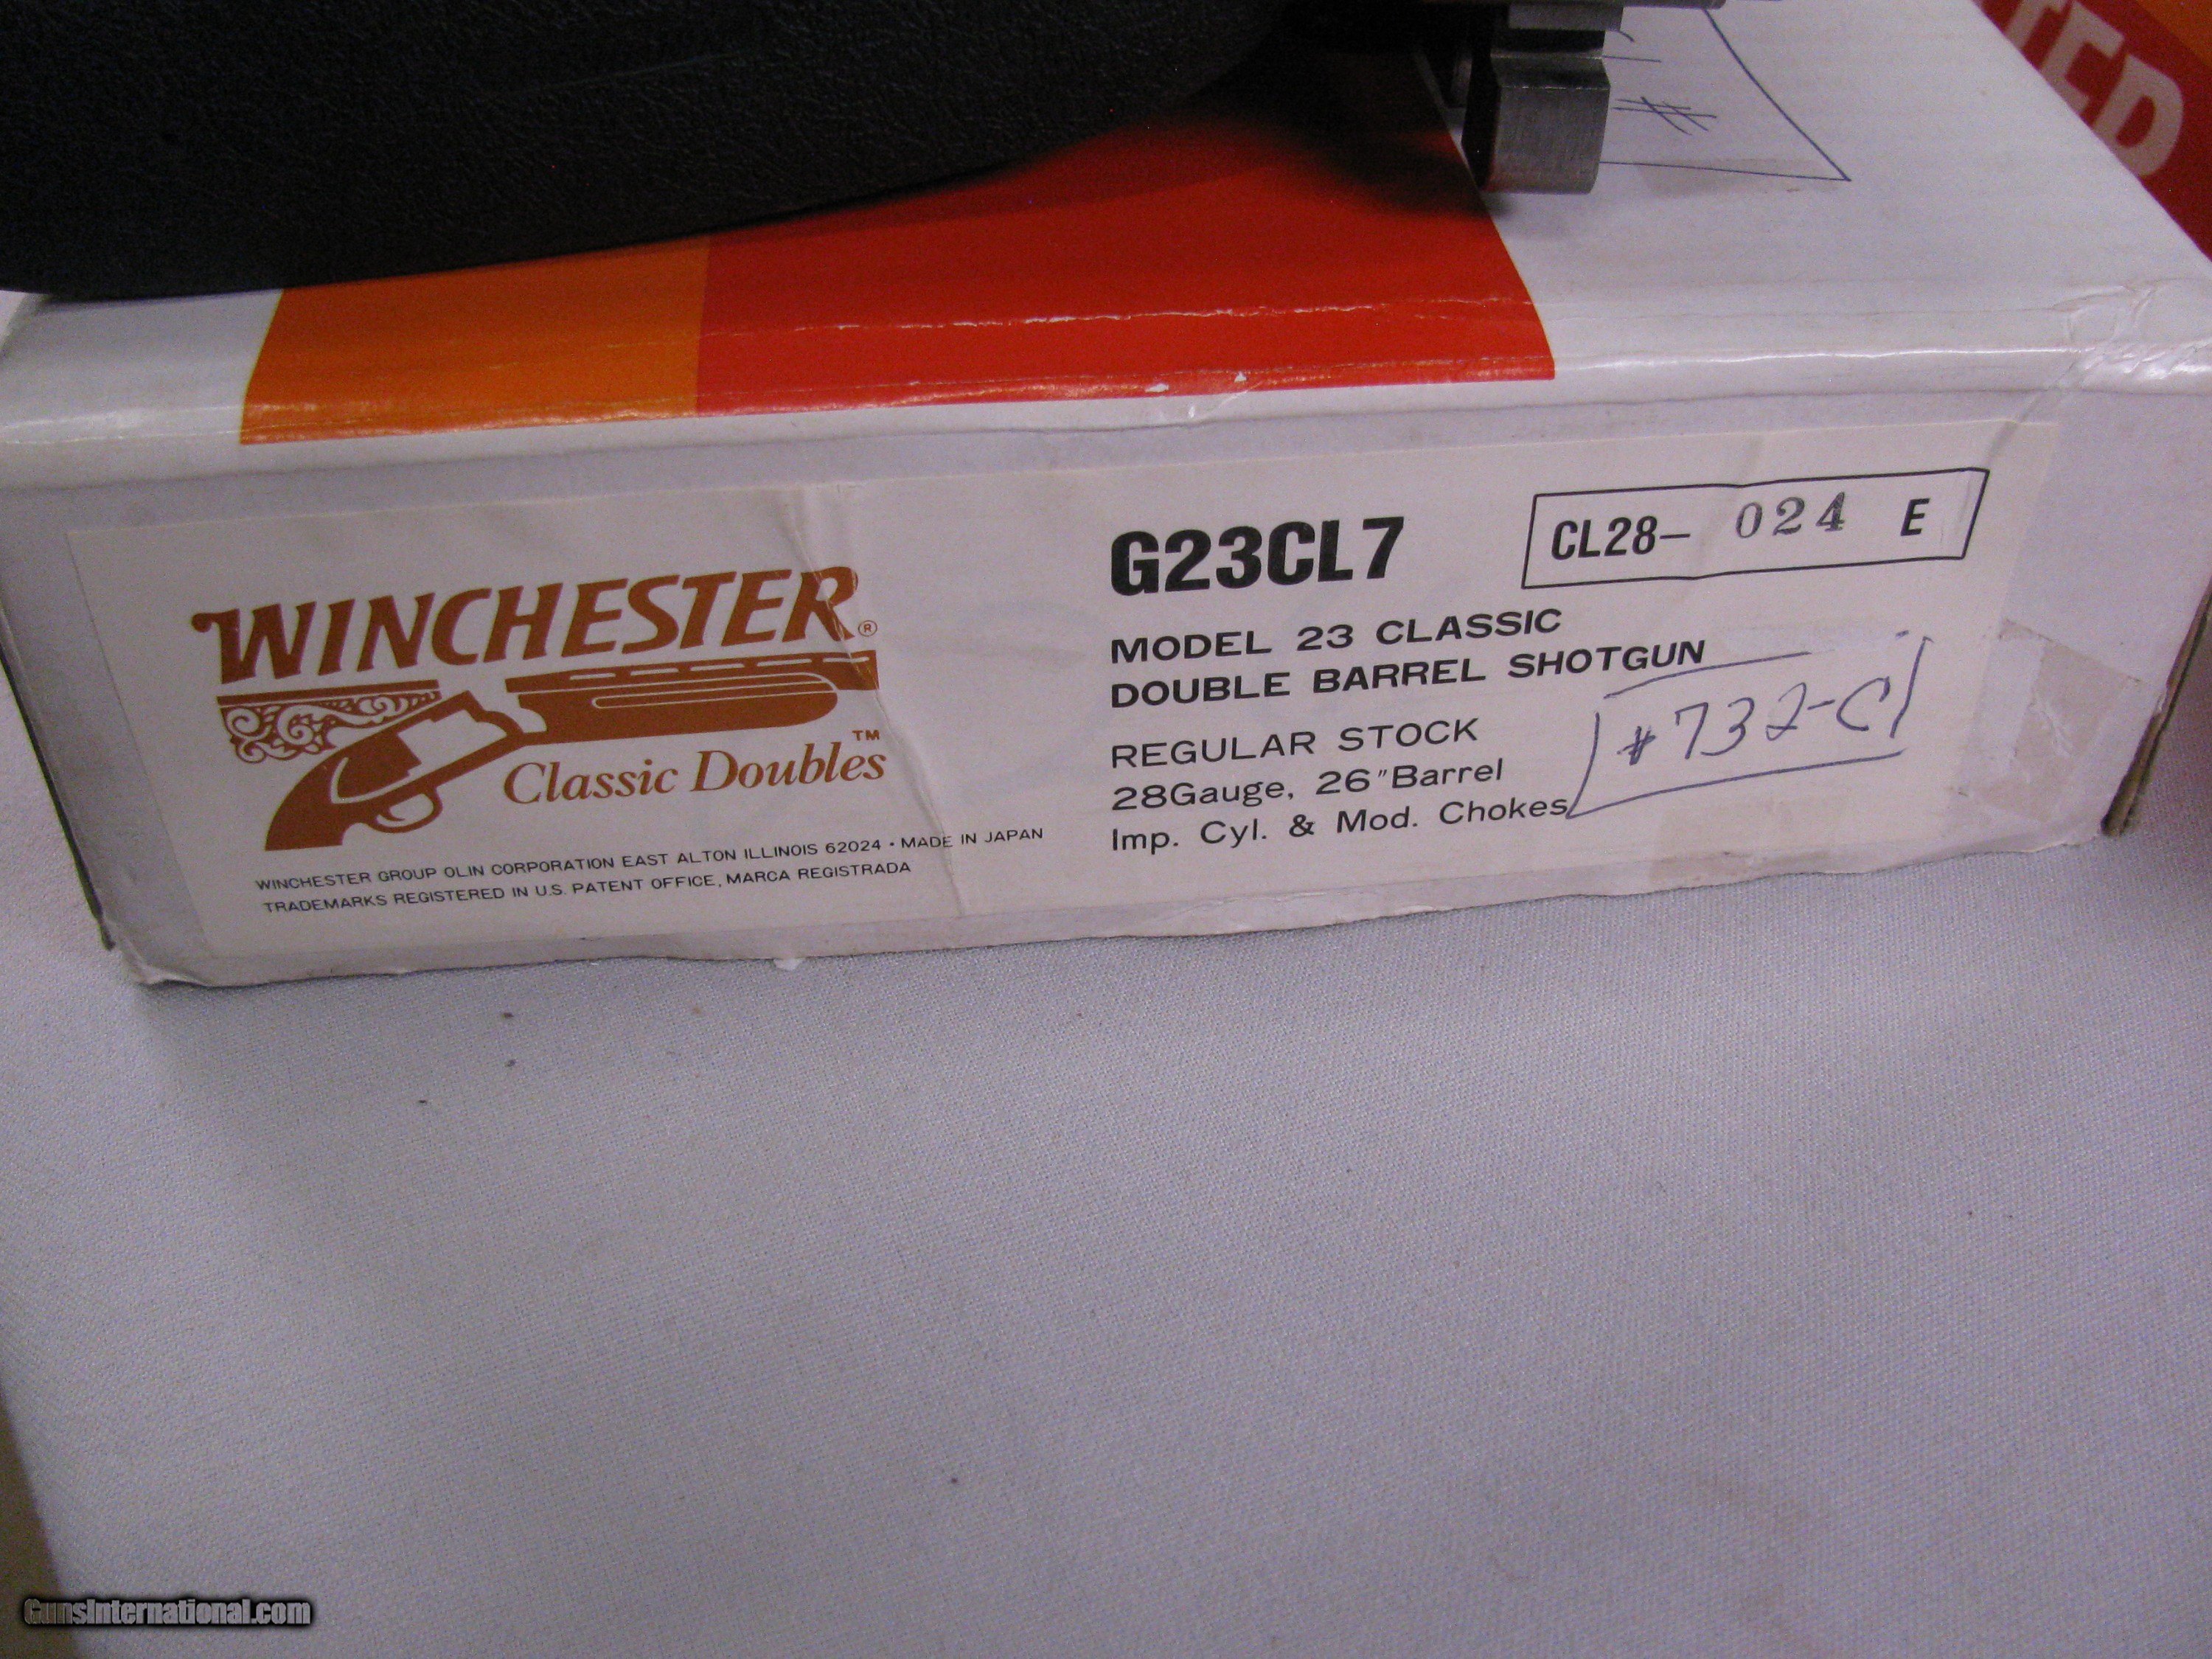 TED
G23CL7
CL28- 024 E
WINCHESTER®
MODEL 23 CLASSIC
DOUBLE BARREL SHOTGUN
#732-C
Classic Doubles™
REGULAR STOCK
28Gauge, 26"Barrel
Imp. Cyl. & Mod. Chokes
WINCHESTER GROUP OLIN CORPORATION EAST ALTON ILLINOIS 62024 • MADE IN JAPAN
TRADEMARKS REGISTERED IN U.S. PATENT OFFICE, MARCA REGISTRADA
#
GunsInternational.com